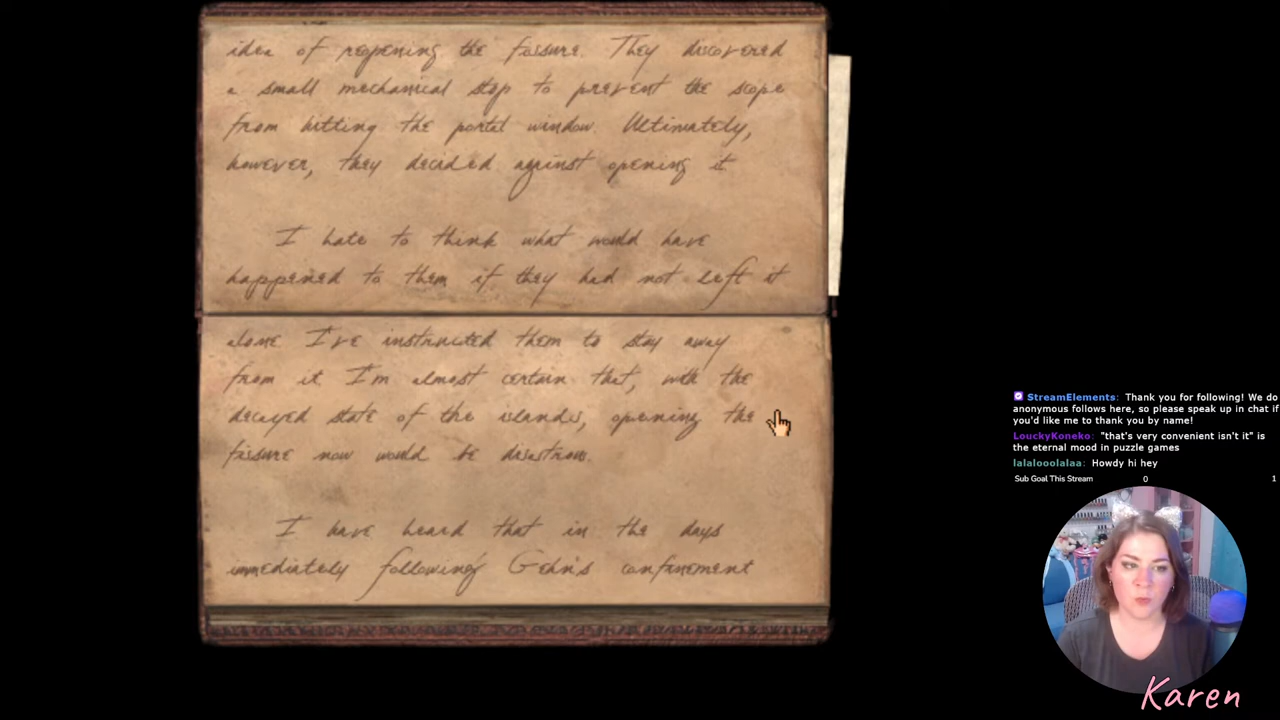 idea of reopening the fissure. They discovered
a small mechanical stop to prevent the scope
from hitting the portal window. Ultimately,
however, they decided against opening it
I hate to think what would have
happened to them if they had not left it
alone I've instructed them to stay away
from it I'm almost certain that, with the
decayed state of the islands, opening the
fissure now would be disastrous.
I have heard that in the days
immediately following Gehn's confinement
StreamElements: Thank you for following! We do
anonymous follows here, so please speak up in chat if
you'd like me to thank you by name!
LouckyKoneko: "that's very convenient isn't it" is
the eternal mood in puzzle games
lalalooolalaa: Howdy hi hey
Sub Goal This Stream 0 1
Karen